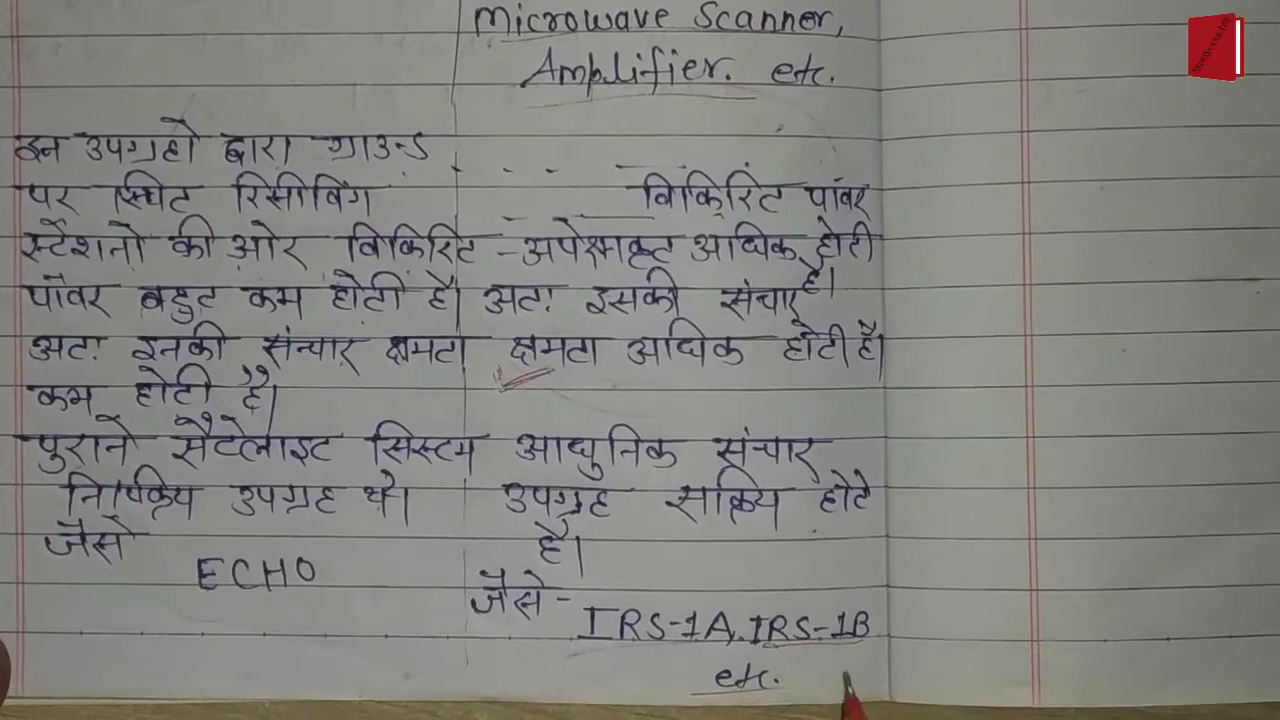 Microwave Scanner,
Amplifier. etc.
इन उपग्रहो द्वारा ग्राउन्ड
पर स्थित रिसीविंग
स्टेशनो की ओर विकिरित
पॉवर बहुत कम होती है।
अतः इनकी संन्चार क्षमता
कम होती है।
- - - - विकिरित पॉवर
- अपेक्षाकृत अधिक होती
है।
अतः इसकी संचार
क्षमता अधिक होती है।
पुराने सैटेलाइट सिस्टम
निष्क्रिय उपग्रह थे।
जैसे
ECHO
आधुनिक संचार
उपग्रह सक्रिय होते
है।
जैसे -
IRS-1A, IRS-1B
etc.